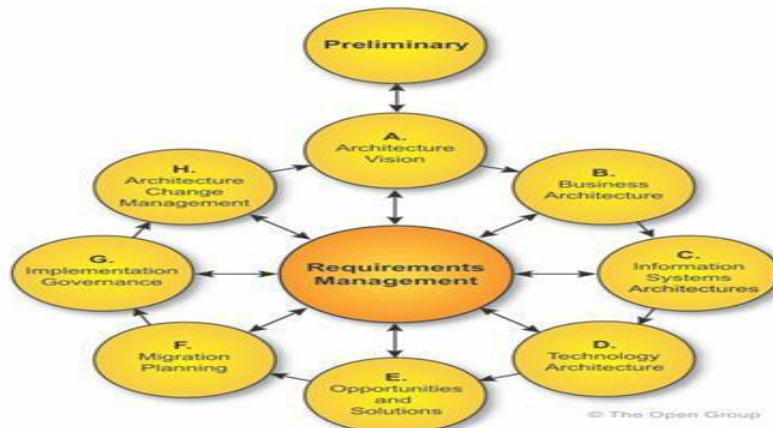 Preliminary
A.
Architecture
Vision
H.
Architecture
Change
Management
B.
Business
Architecture
G.
Implementation
Governance
Requirements
Management
C.
Information
Systems
Architectures
F.
Migration
Planning
D.
Technology
Architecture
E.
Opportunities
and
Solutions
© The Open Group